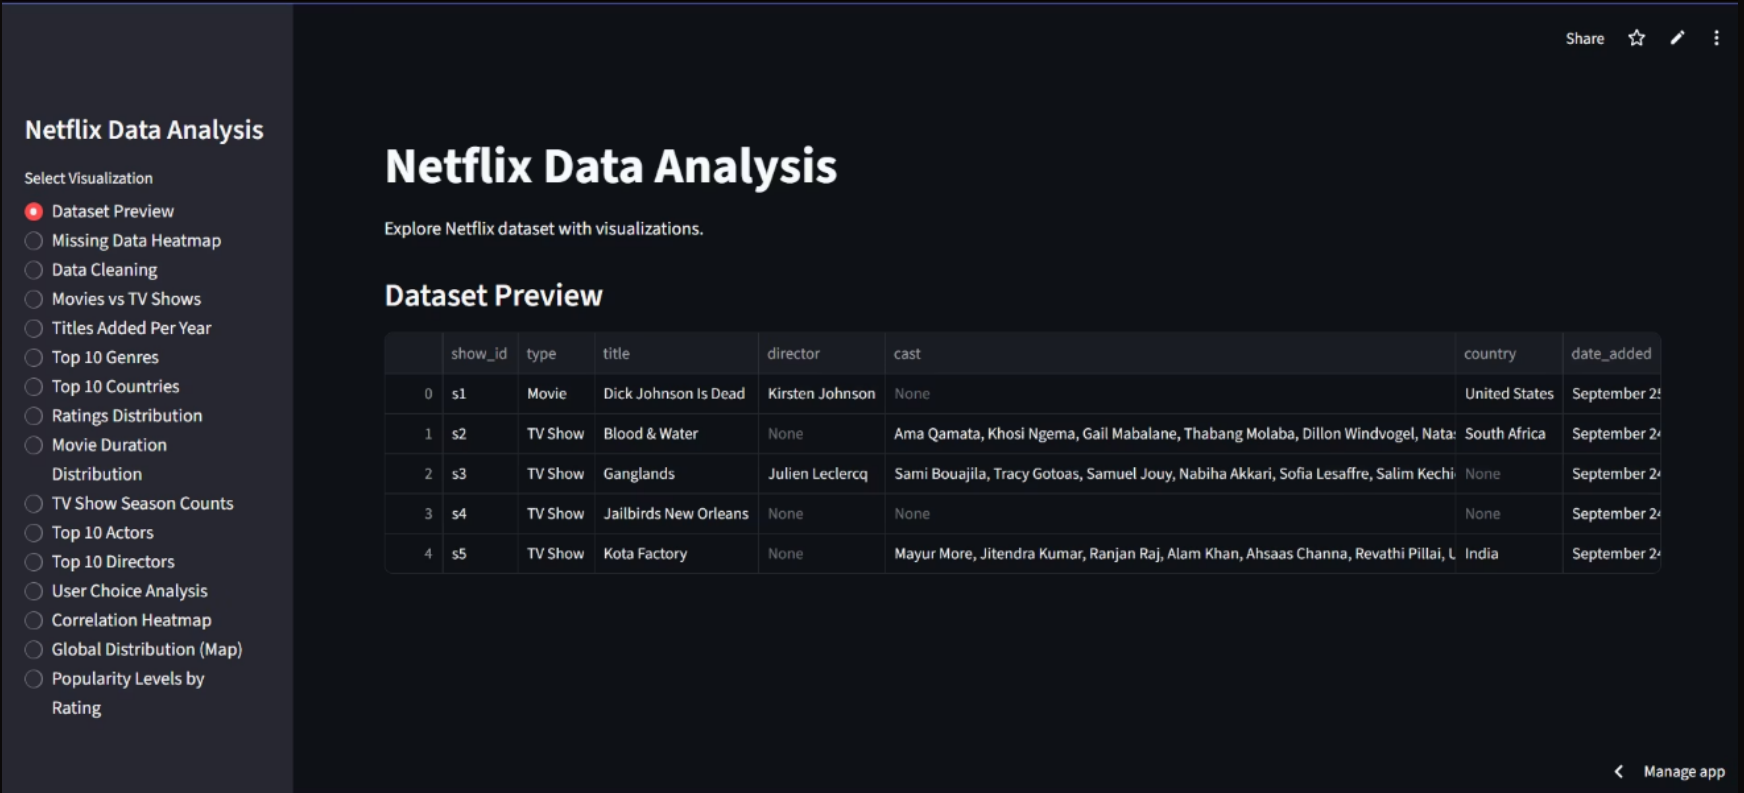 Share
Netflix Data Analysis
Select Visualization
Dataset Preview
Missing Data Heatmap
Data Cleaning
Movies vs TV Shows
Titles Added Per Year
Top 10 Genres
Top 10 Countries
Ratings Distribution
Movie Duration
Distribution
TV Show Season Counts
Top 10 Actors
Top 10 Directors
User Choice Analysis
Correlation Heatmap
Global Distribution (Map)
Popularity Levels by
Rating
Netflix Data Analysis
Explore Netflix dataset with visualizations.
Dataset Preview
show_id type title director cast country date_added
0 s1 Movie Dick Johnson Is Dead Kirsten Johnson None United States September
1 s2 TV Show Blood & Water None Ama Qamata, Khosi Ngema, Gail Mabalane, Thabang Molaba, Dillon Windvogel, South Africa September
2 s3 TV Show Ganglands Julien Leclercq Sami Bouajila, Tracy Gotoas, Samuel Jouy, Nabiha Akkari, Sofia Lesaffre, Salim None September
3 s4 TV Show Jailbirds New Orleans None None None September
4 s5 TV Show Kota Factory None Mayur More, Jitendra Kumar, Ranjan Raj, Alam Khan, Ahsaas Channa, Revathi Pillai, India September
Manage app